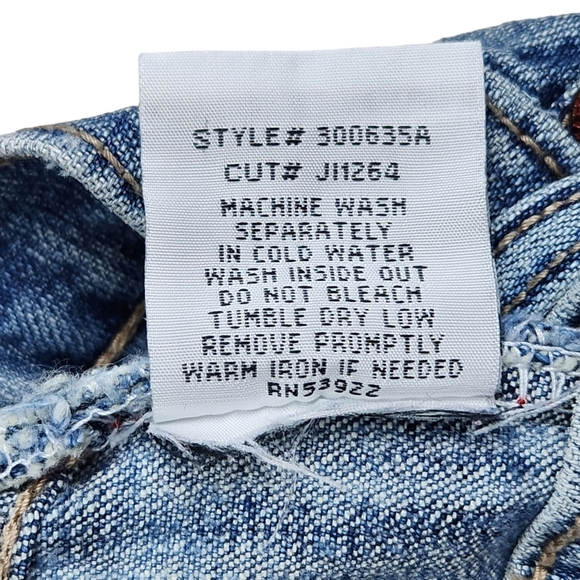 STYLE# 300635A
CUT# JI1264
MACHINE WASH
SEPARATELY
IN COLD WATER
WASH INSIDE OUT
DO NOT BLEACH
TUMBLE DRY LOW
REMOVE PROMPTLY
WARM IRON IF NEEDED
RN53922